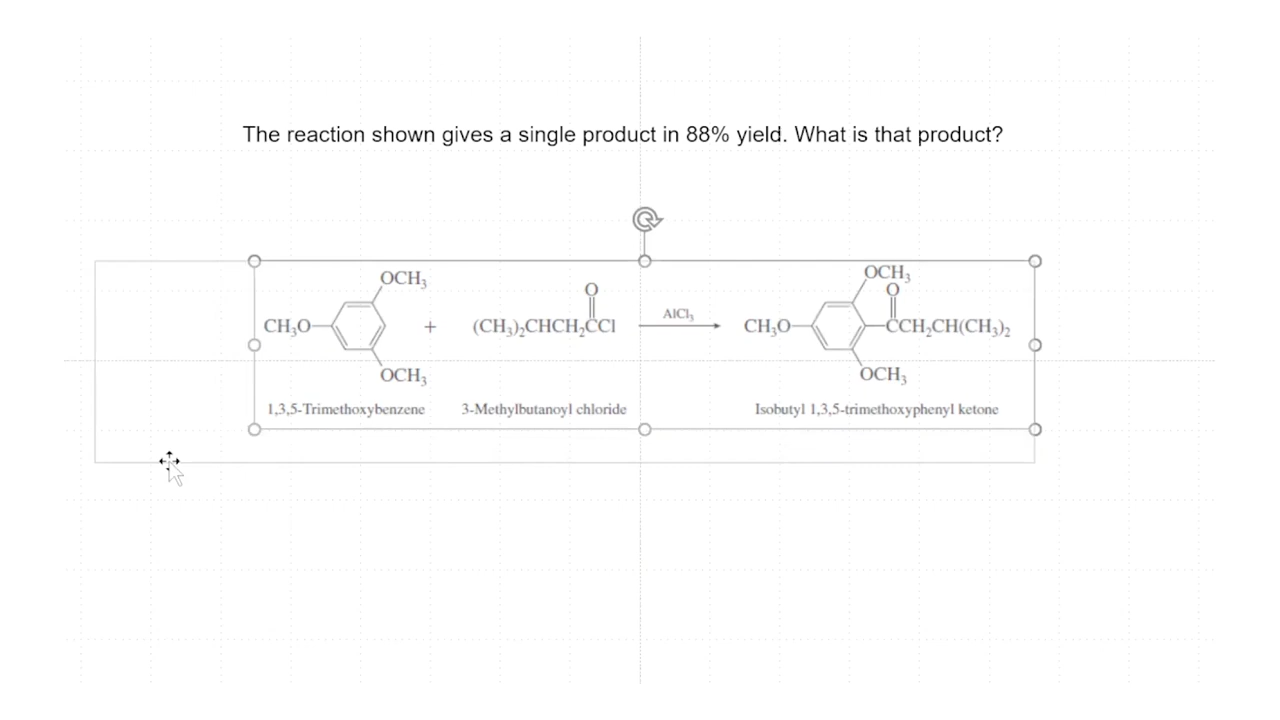 The reaction shown gives a single product in 88% yield. What is that product?
OCH₃
CH₃O
OCH₃
+
O
(CH₃)₂CHCH₂CCl
AlCl₃
OCH₃
O
CH₃O
CCH₂CH(CH₃)₂
OCH₃
1,3,5-Trimethoxybenzene
3-Methylbutanoyl chloride
Isobutyl 1,3,5-trimethoxyphenyl ketone